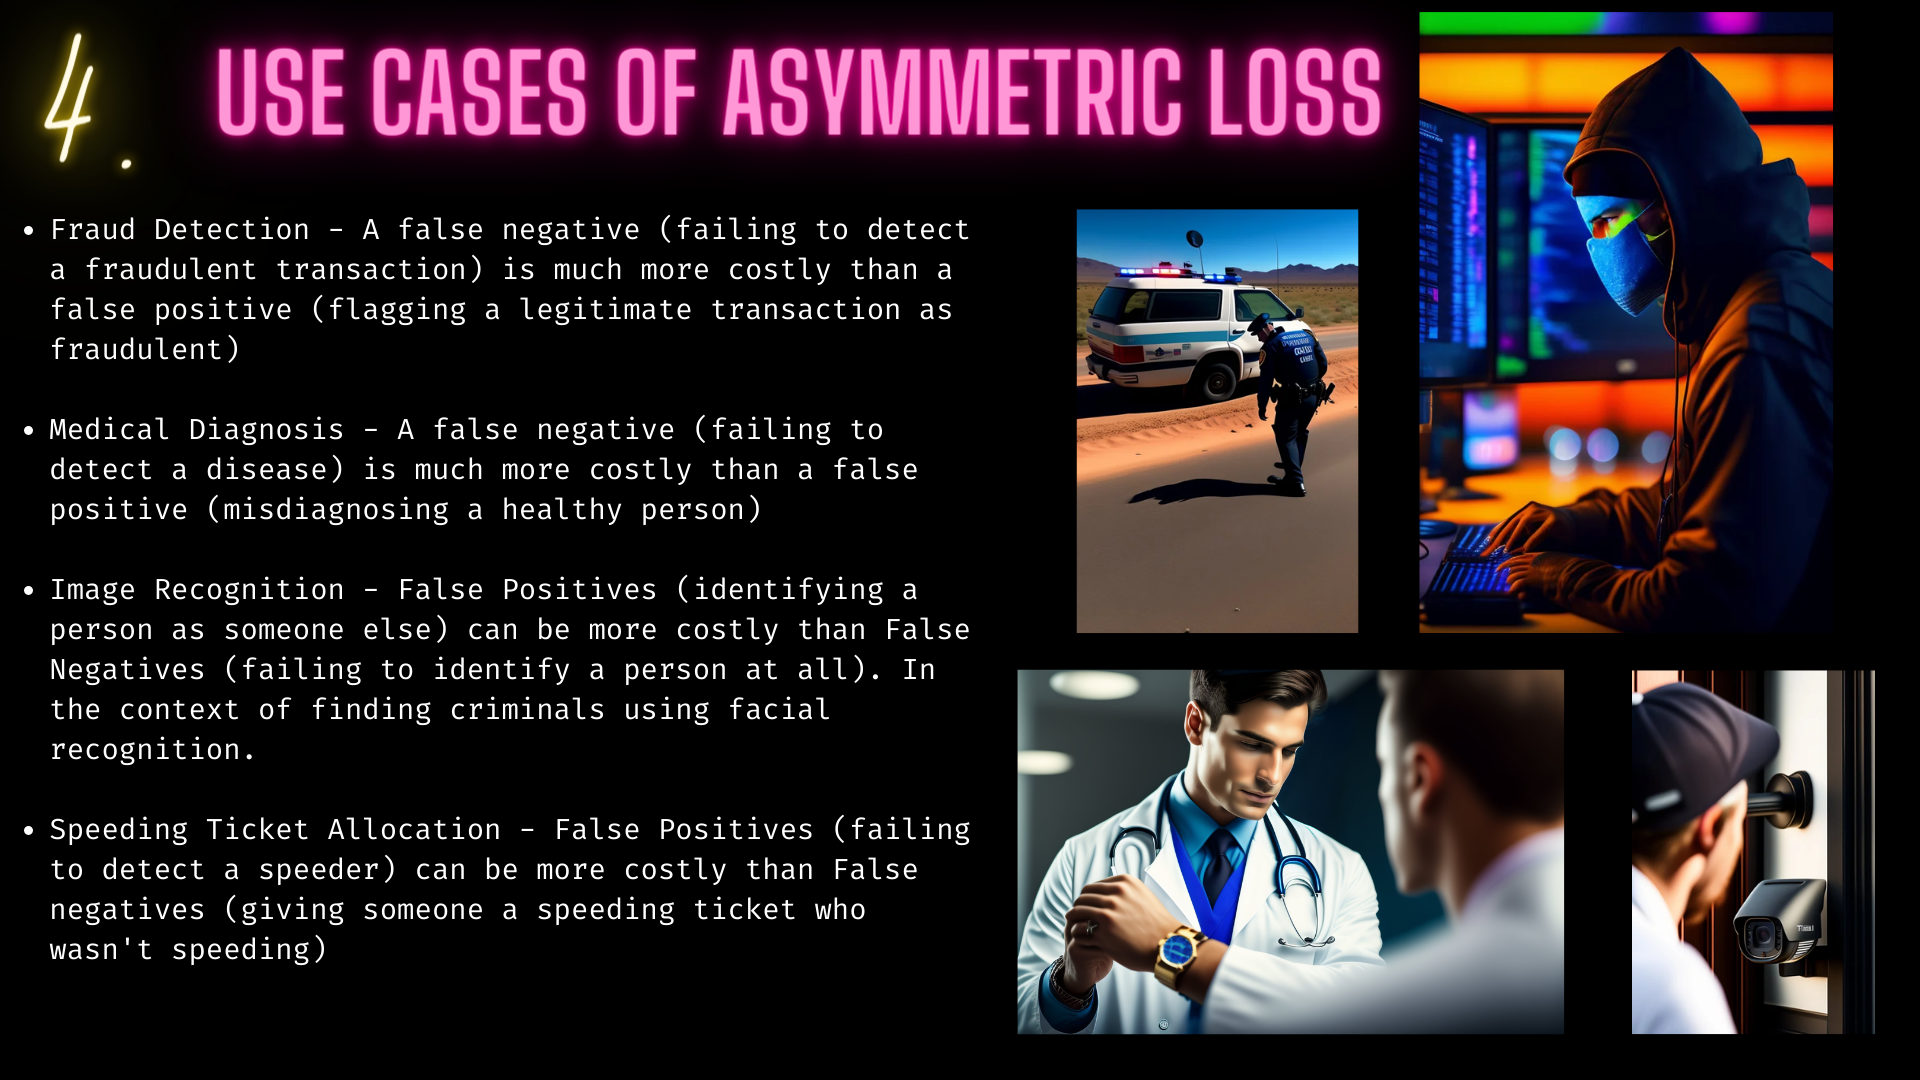 4.
USE CASES OF ASYMMETRIC LOSS
• Fraud Detection - A false negative (failing to detect
a fraudulent transaction) is much more costly than a
false positive (flagging a legitimate transaction as
fraudulent)
• Medical Diagnosis - A false negative (failing to
detect a disease) is much more costly than a false
positive (misdiagnosing a healthy person)
• Image Recognition - False Positives (identifying a
person as someone else) can be more costly than False
Negatives (failing to identify a person at all). In
the context of finding criminals using facial
recognition.
• Speeding Ticket Allocation - False Positives (failing
to detect a speeder) can be more costly than False
negatives (giving someone a speeding ticket who
wasn't speeding)